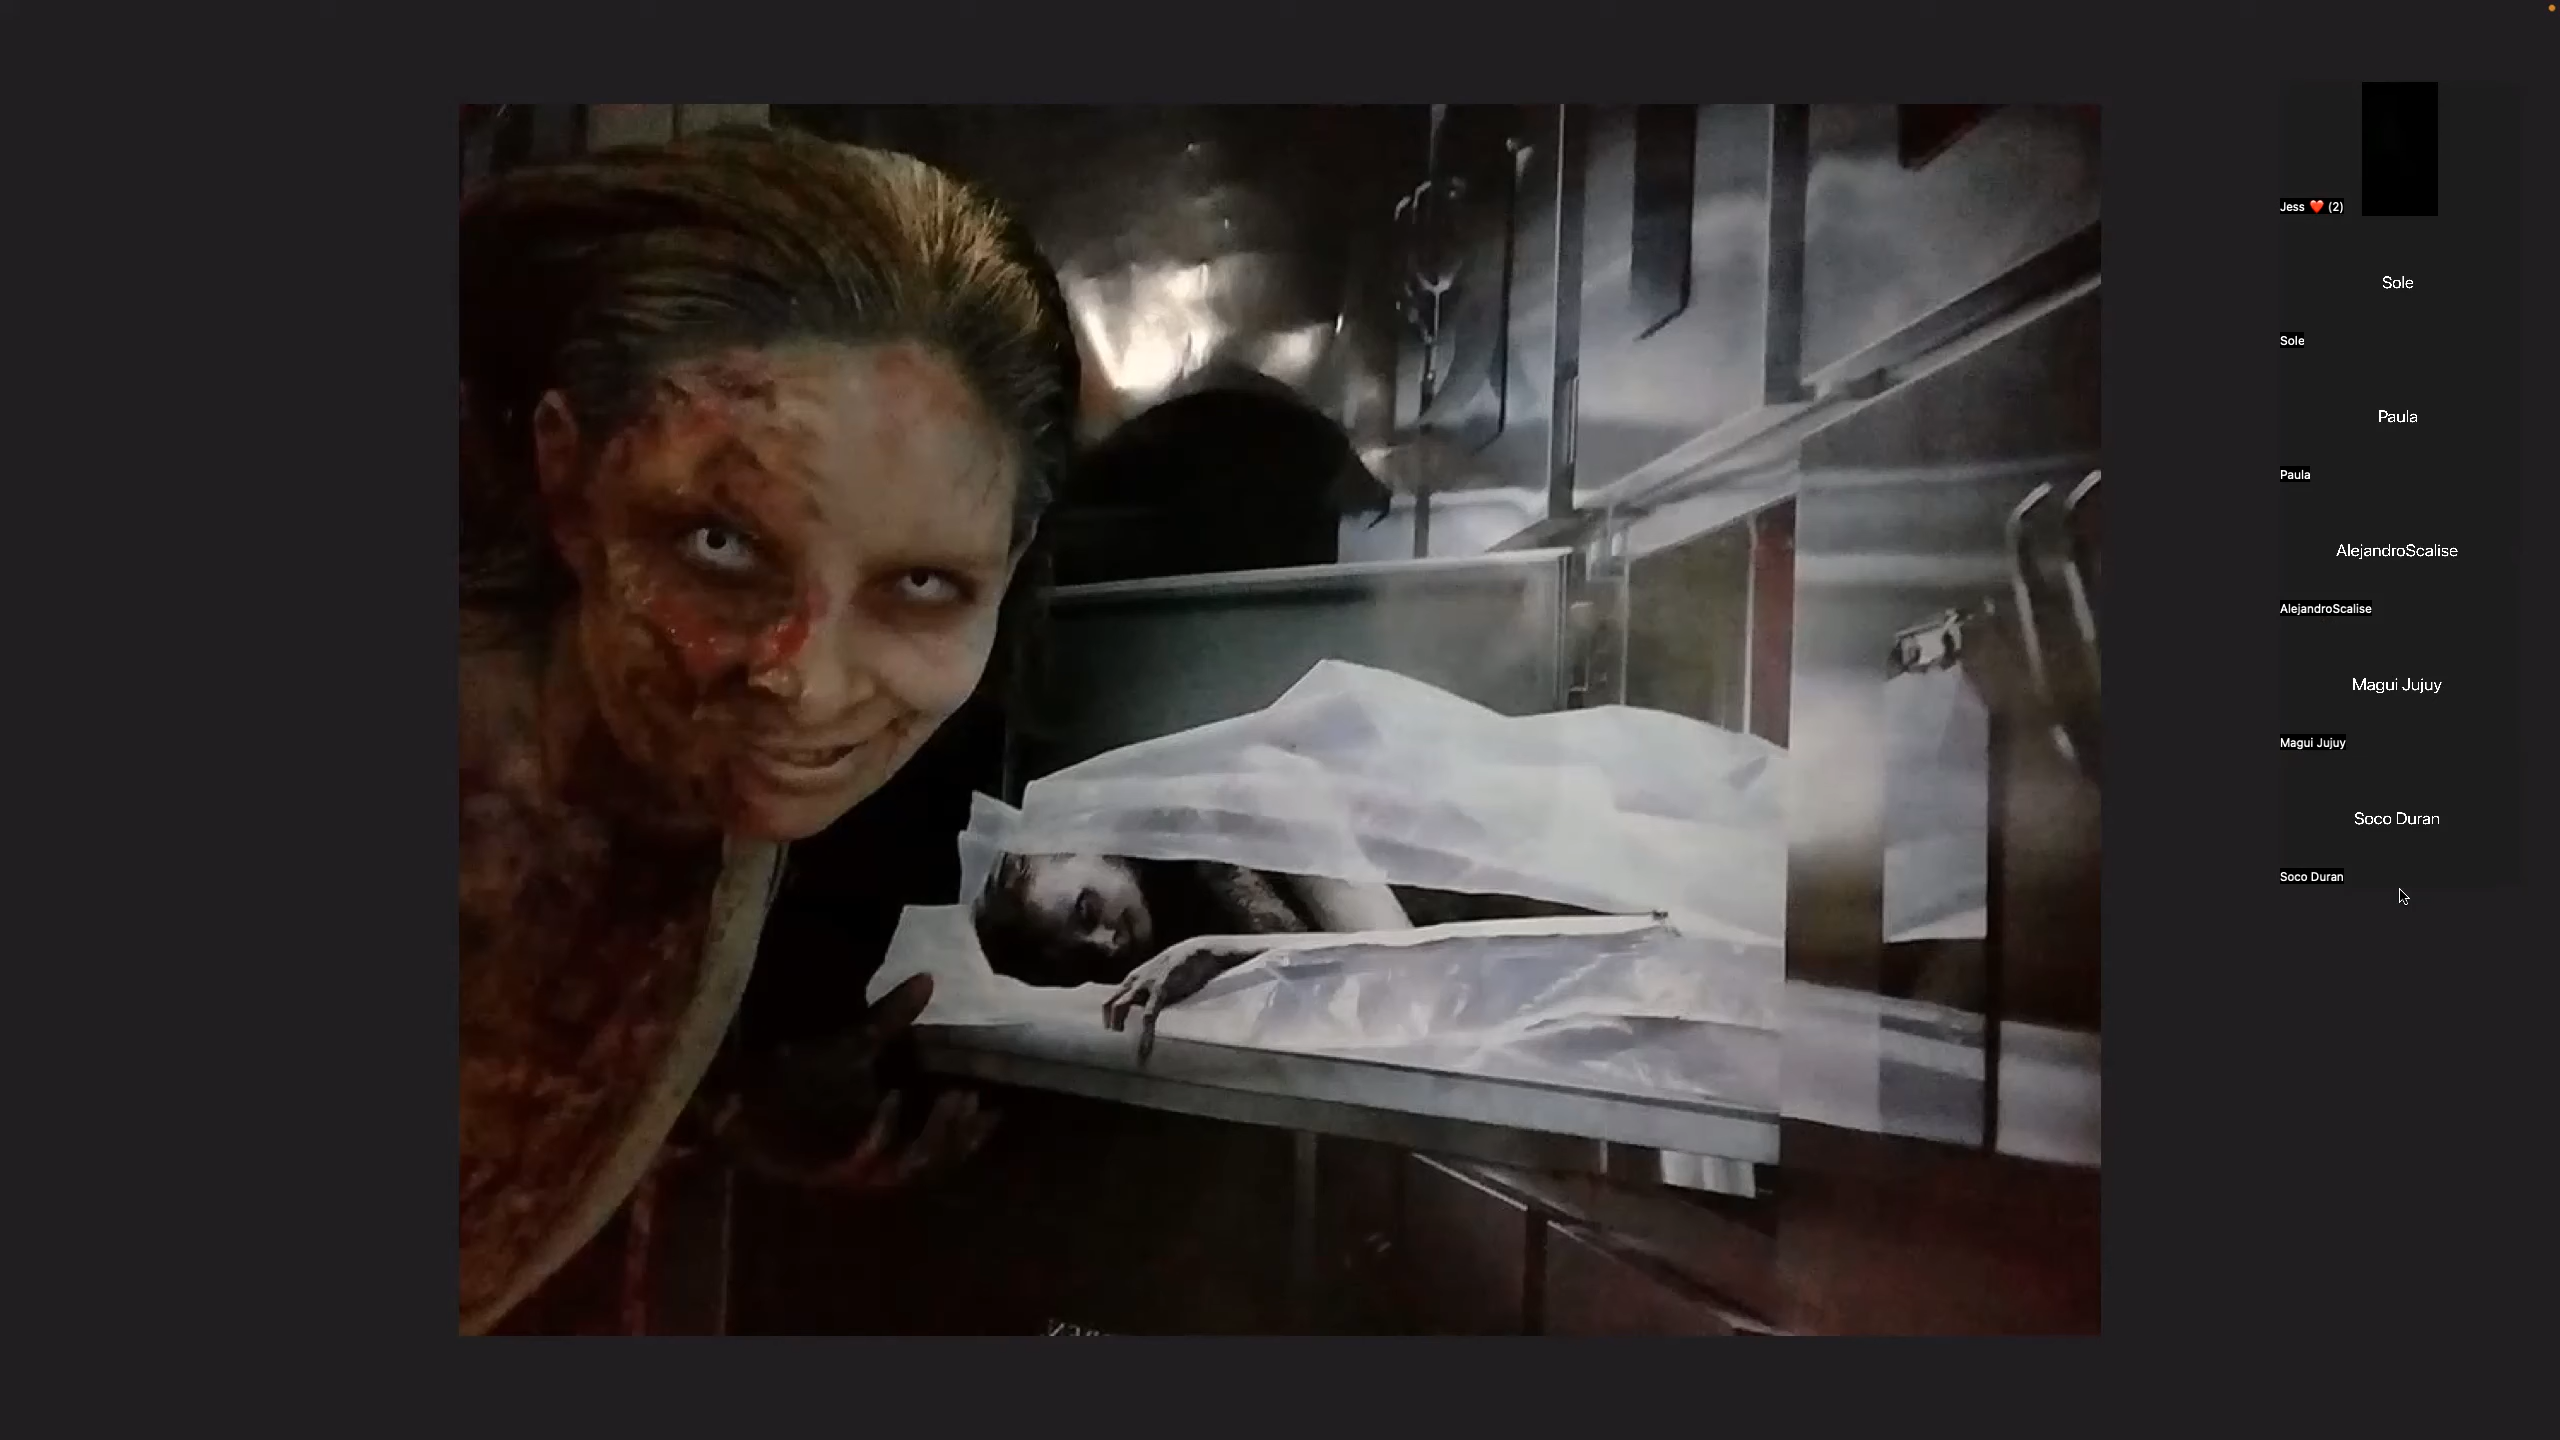 Jess ❤️ (2)
Sole
Sole
Paula
Paula
AlejandroScalise
AlejandroScalise
Magui Jujuy
Magui Jujuy
Soco Duran
Soco Duran